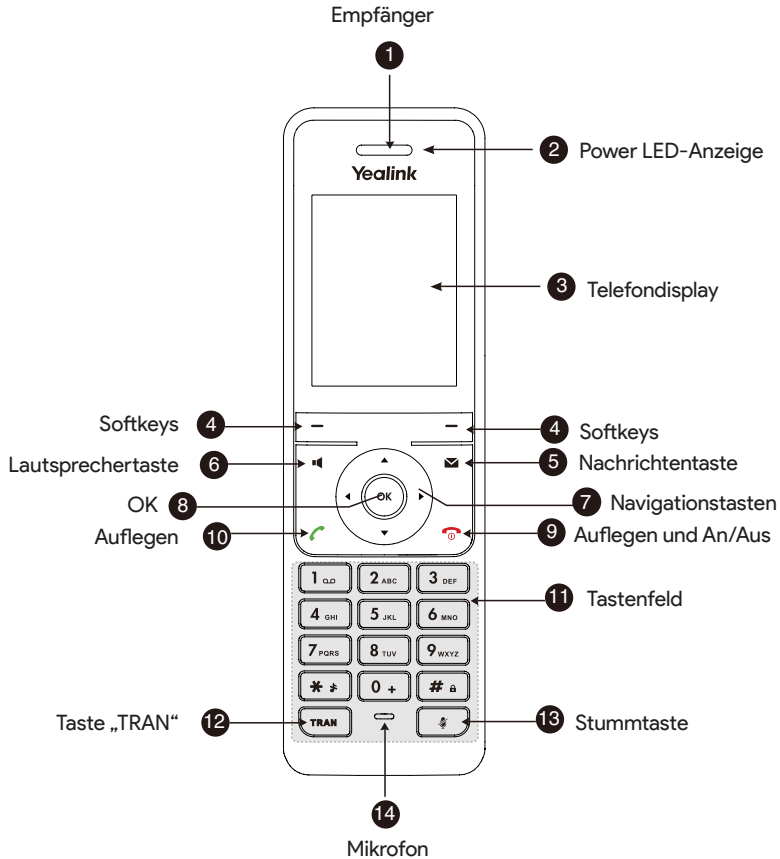 Empfänger
1
2 Power LED-Anzeige
Yealink
3 Telefondisplay
Softkeys 4
4 Softkeys
Lautsprechertaste 6
5 Nachrichtentaste
OK 8
OK
7 Navigationstasten
Auflegen 10
9 Auflegen und An/Aus
1
2 ABC
3 DEF
11 Tastenfeld
4 GHI
5 JKL
6 MNO
7 PQRS
8 TUV
9 WXYZ
*
0 +
#
Taste „TRAN“ 12
TRAN
13 Stummtaste
14
Mikrofon